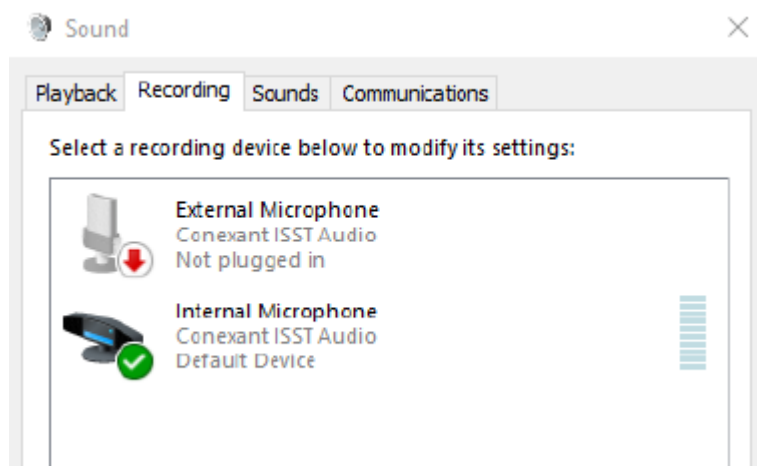 Sound
Playback Recording Sounds Communications
Select a recording device below to modify its settings:
External Microphone
Conexant ISST Audio
Not plugged in
Internal Microphone
Conexant ISST Audio
Default Device